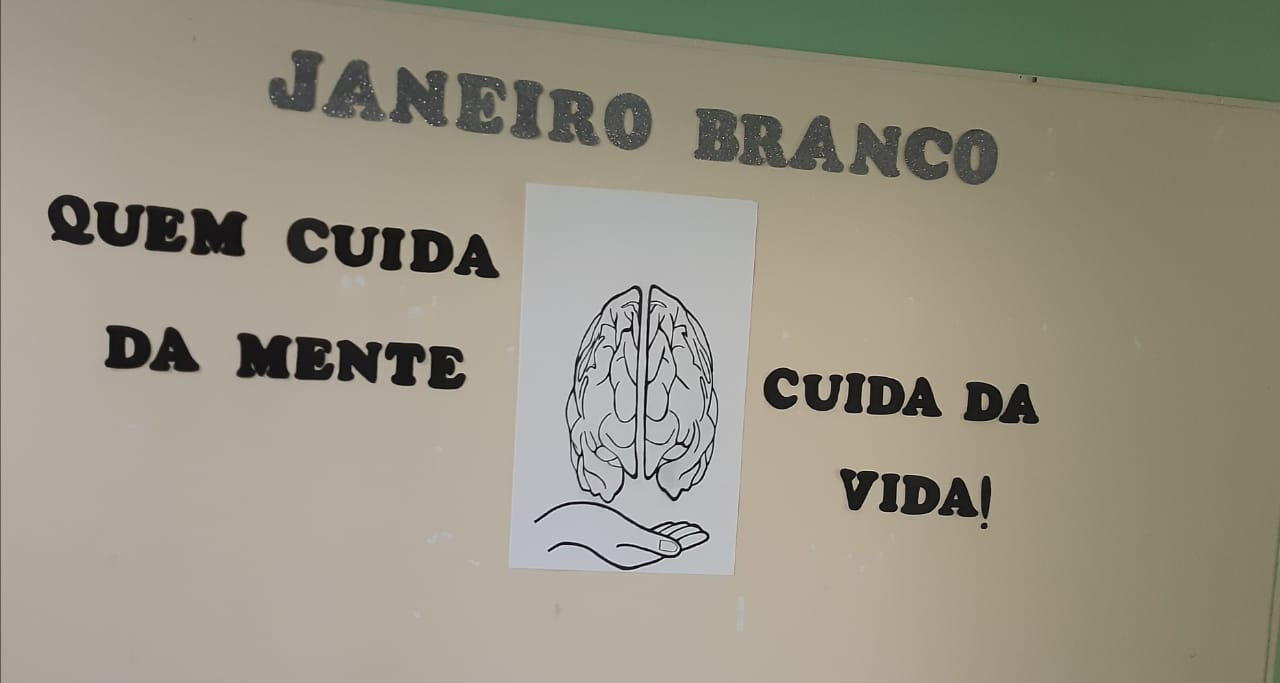 JANEIRO BRANCO
QUEM CUIDA
DA MENTE
CUIDA DA
VIDA!